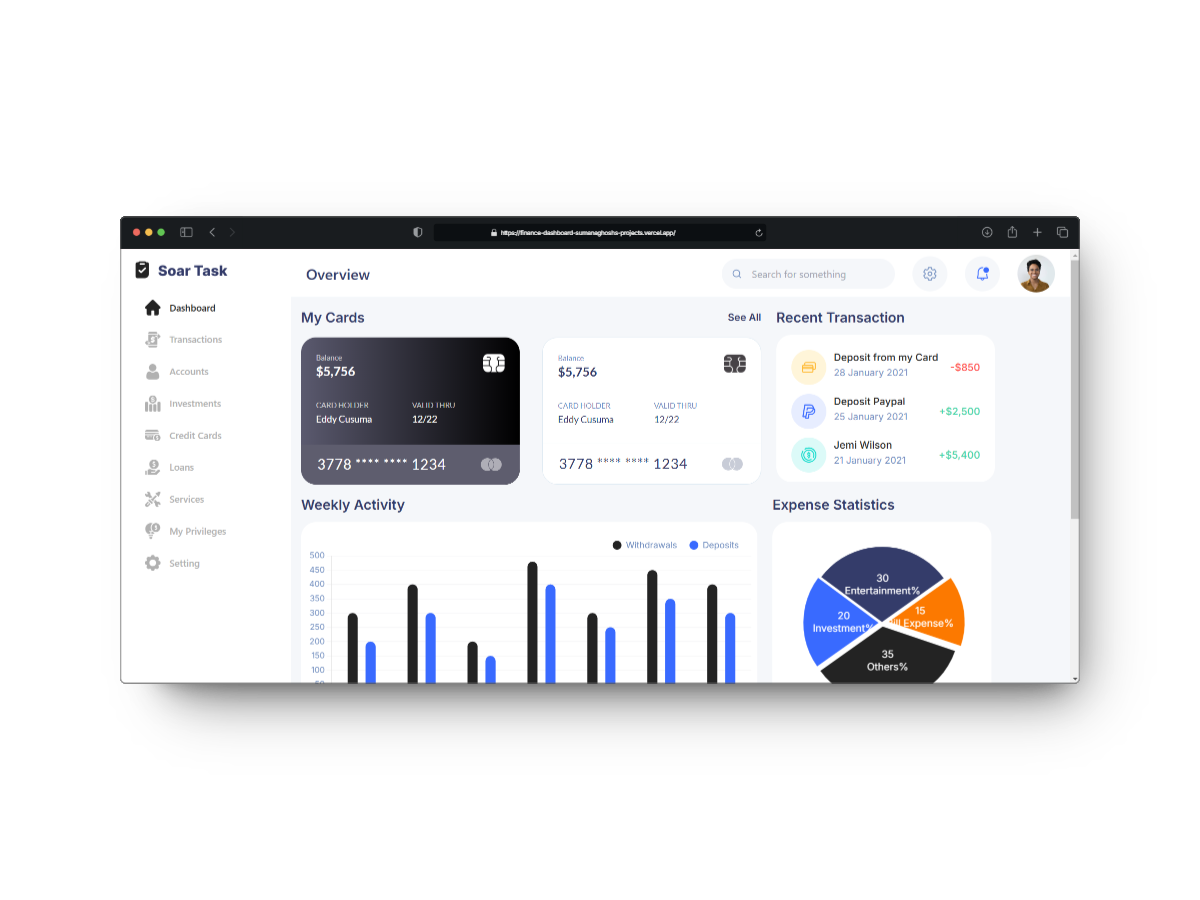 https://finance-dashboard-sumanaghoshs-projects.vercel.app/
Soar Task
Overview
Search for something
Dashboard
Transactions
Accounts
Investments
Credit Cards
Loans
Services
My Privileges
Setting
My Cards
See All
Balance
$5,756
CARD HOLDER
VALID THRU
Eddy Cusuma
12/22
3778 **** **** 1234
Balance
$5,756
CARD HOLDER
VALID THRU
Eddy Cusuma
12/22
3778 **** **** 1234
Recent Transaction
Deposit from my Card
28 January 2021
-$850
Deposit Paypal
25 January 2021
+$2,500
Jemi Wilson
21 January 2021
+$5,400
Weekly Activity
Withdrawals
Deposits
500
450
400
350
300
250
200
150
100
Expense Statistics
30
Entertainment%
15
Expense%
20
Investment%
35
Others%